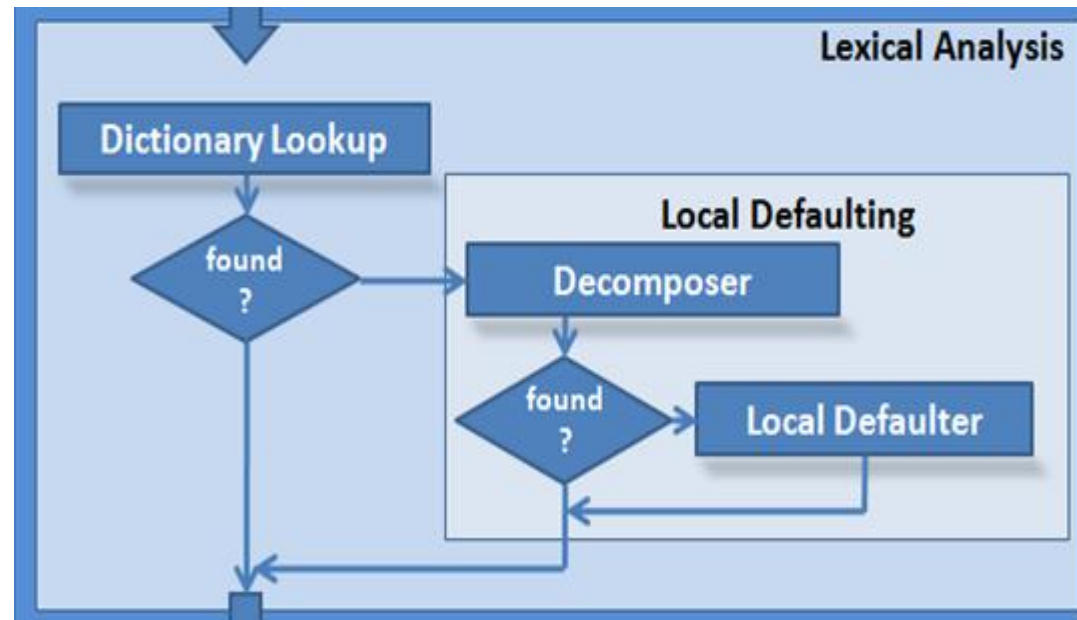 Lexical Analysis
Dictionary Lookup
found
?
Local Defaulting
Decomposer
found
?
Local Defaulter